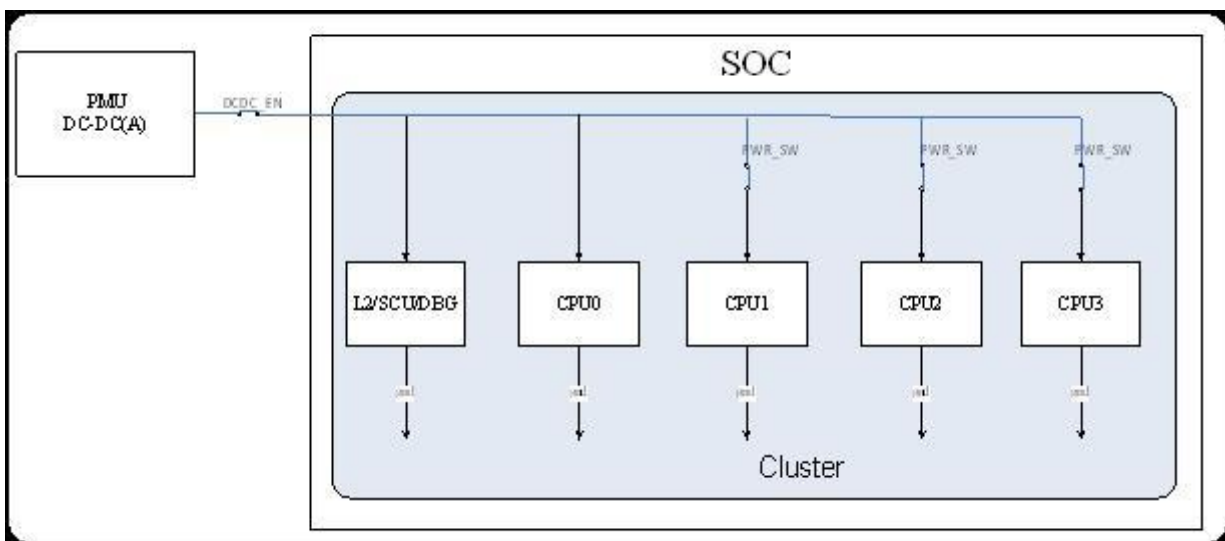 SOC
PMU
DC-DC(A)
DCDC_EN
PWR_SW
PWR_SW
PWR_SW
L2/SCU/DBG
CPU0
CPU1
CPU2
CPU3
Cluster